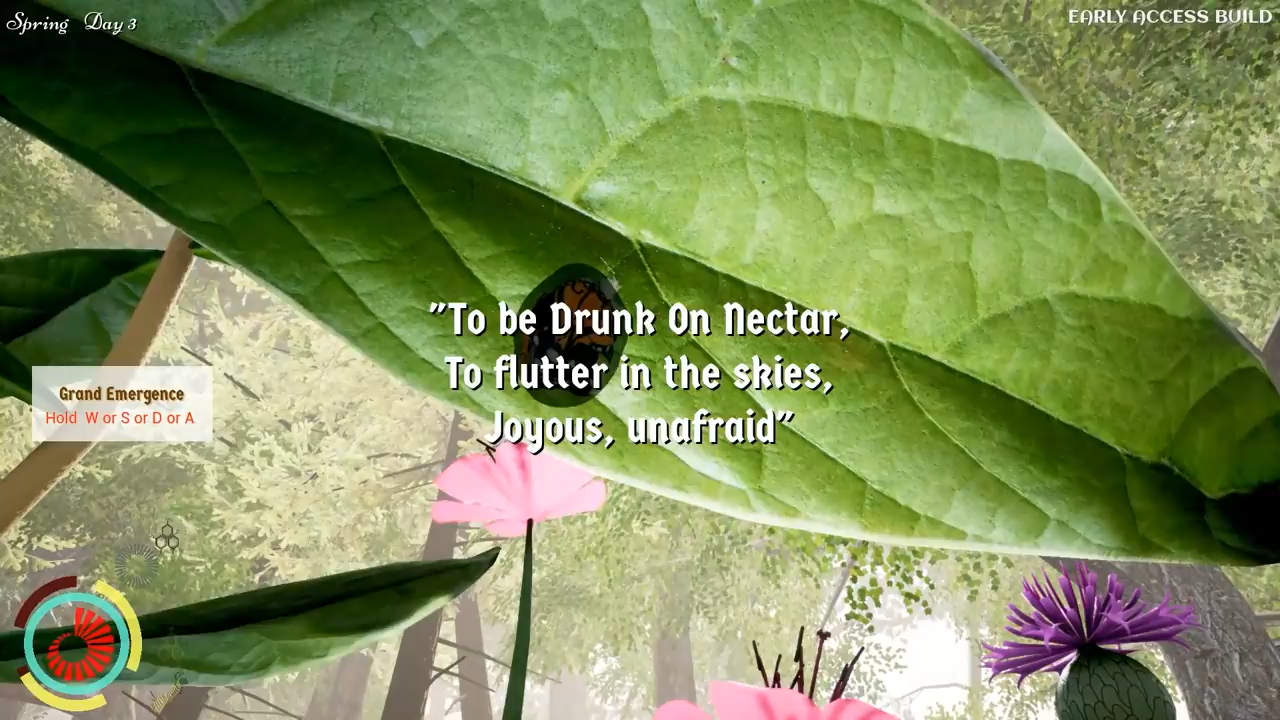 Spring Day 3
EARLY ACCESS BUILD
"To be Drunk On Nectar,
To flutter in the skies,
Joyous, unafraid"
Grand Emergence
Hold W or S or D or A